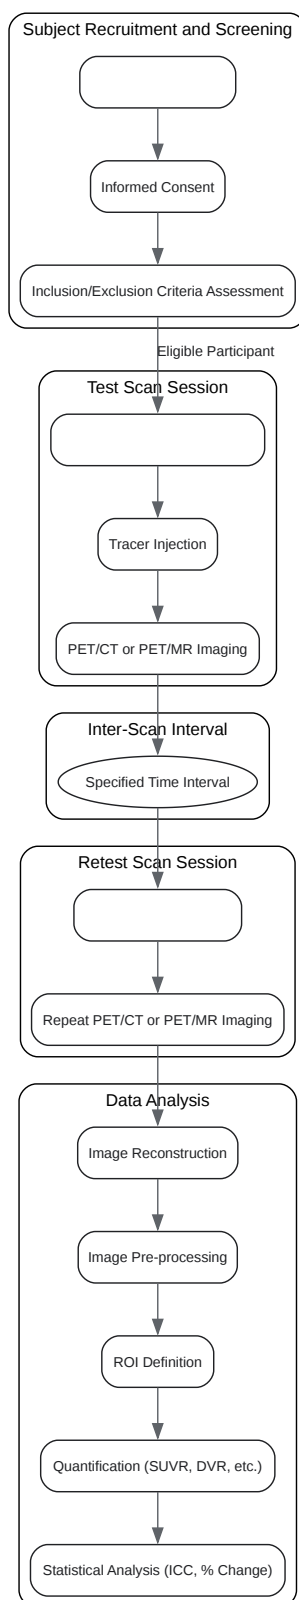 Subject Recruitment and Screening
Informed Consent
Inclusion/Exclusion Criteria Assessment
Eligible Participant
Test Scan Session
Tracer Injection
PET/CT or PET/MR Imaging
Inter-Scan Interval
Specified Time Interval
Retest Scan Session
Repeat PET/CT or PET/MR Imaging
Data Analysis
Image Reconstruction
Image Pre-processing
ROI Definition
Quantification (SUVR, DVR, etc.)
Statistical Analysis (ICC, % Change)